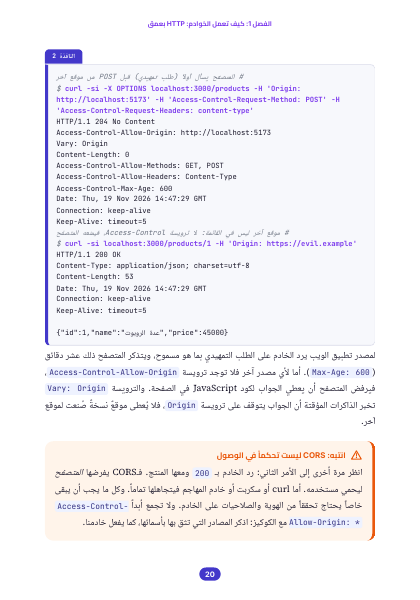 الفصل 1: كيف تعمل الخوادم: HTTP بعمق
النافذة 2
# المتصفح يسأل أولاً (طلب تمهيدي) قبل POST من موقع آخر
$ curl -si -X OPTIONS localhost:3000/products -H 'Origin:
http://localhost:5173' -H 'Access-Control-Request-Method: POST' -H
'Access-Control-Request-Headers: content-type'
HTTP/1.1 204 No Content
Access-Control-Allow-Origin: http://localhost:5173
Vary: Origin
Content-Length: 0
Access-Control-Allow-Methods: GET, POST
Access-Control-Allow-Headers: Content-Type
Access-Control-Max-Age: 600
Date: Thu, 19 Nov 2026 14:47:29 GMT
Connection: keep-alive
Keep-Alive: timeout=5
# موقع آخر ليس في القائمة: لا ترويسة Access-Control، فيمنعه المتصفح
$ curl -si localhost:3000/products/1 -H 'Origin: https://evil.example'
HTTP/1.1 200 OK
Content-Type: application/json; charset=utf-8
Content-Length: 53
Date: Thu, 19 Nov 2026 14:47:29 GMT
Connection: keep-alive
Keep-Alive: timeout=5
{"id":1,"name":"عدة الروبوت","price":45000}
لمصدر تطبيق الويب يرد الخادم على الطلب التمهيدي بما هو مسموح، ويتذكر المتصفح ذلك عشر دقائق
(Max-Age: 600). أما لأي مصدر آخر فلا توجد ترويسة Access-Control-Allow-Origin،
فيرفض المتصفح أن يعطي الجواب لكود JavaScript في الصفحة. والترويسة Vary: Origin
تخبر الذاكرات المؤقتة أن الجواب يتوقف على ترويسة Origin، فلا يُعطى موقعٌ نسخةً صُنعت لموقع
آخر.
انتبه: CORS ليست تحكماً في الوصول
انظر مرة أخرى إلى الأمر الثاني: رد الخادم بـ 200 ومعها المنتج. فـCORS يفرضها المتصفح
ليحمي مستخدمه. أما curl أو سكربت أو خادم المهاجم فيتجاهلها تماماً. وكل ما يجب أن يبقى
خاصاً يحتاج تحققاً من الهوية والصلاحيات على الخادم. ولا تجمع أبداً Access-Control-
Allow-Origin: * مع الكوكيز: اذكر المصادر التي تثق بها بأسمائها، كما يفعل خادمنا.
20